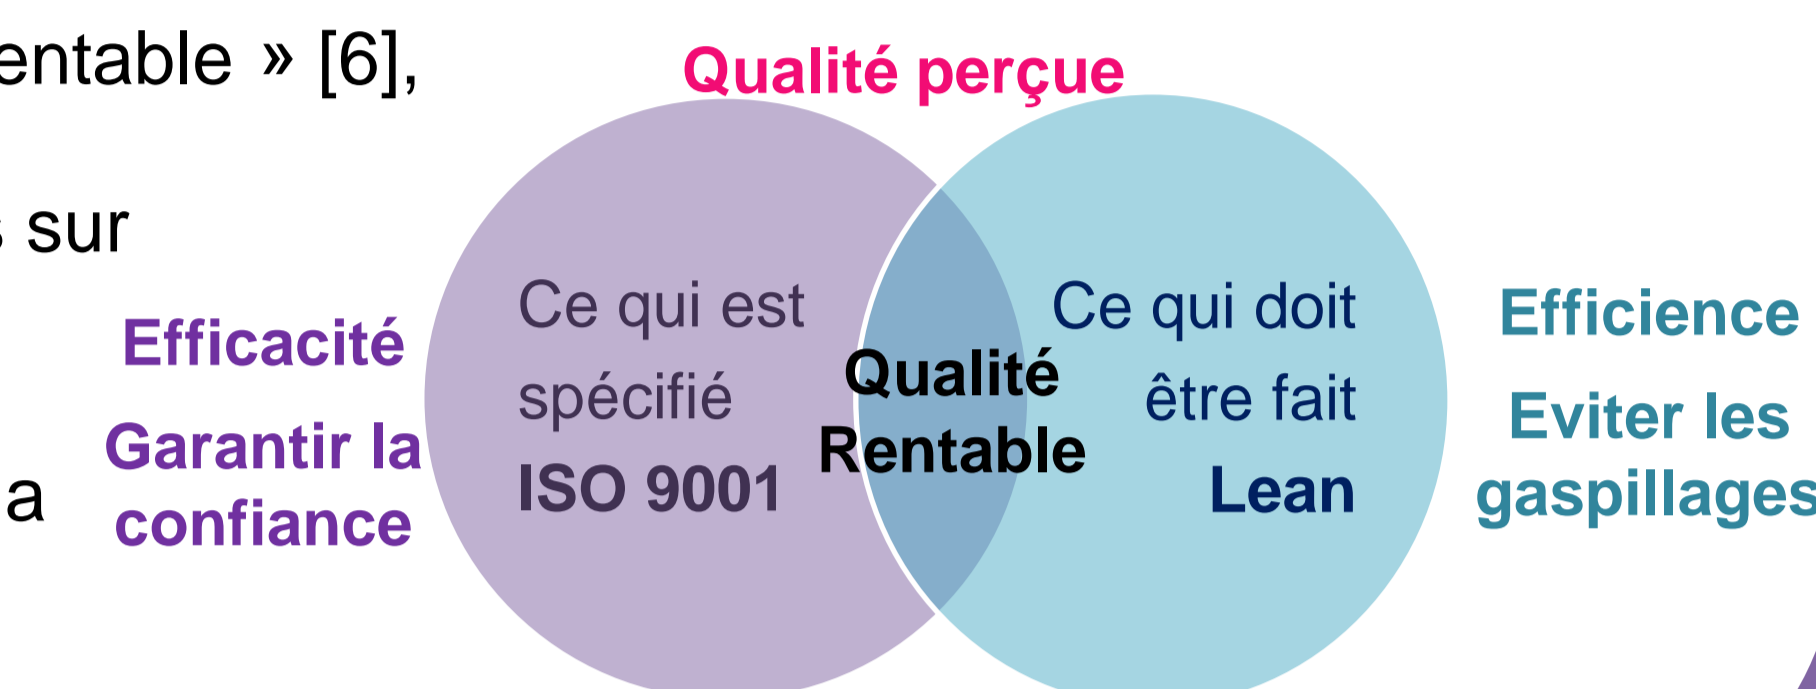 entable » [6],
s sur
a
Qualité perçue
Efficacité
Garantir la
confiance
Ce qui est
spécifié
ISO 9001
Qualité
Rentable
Ce qui doit
être fait
Lean
Efficience
Eviter les
gaspillages